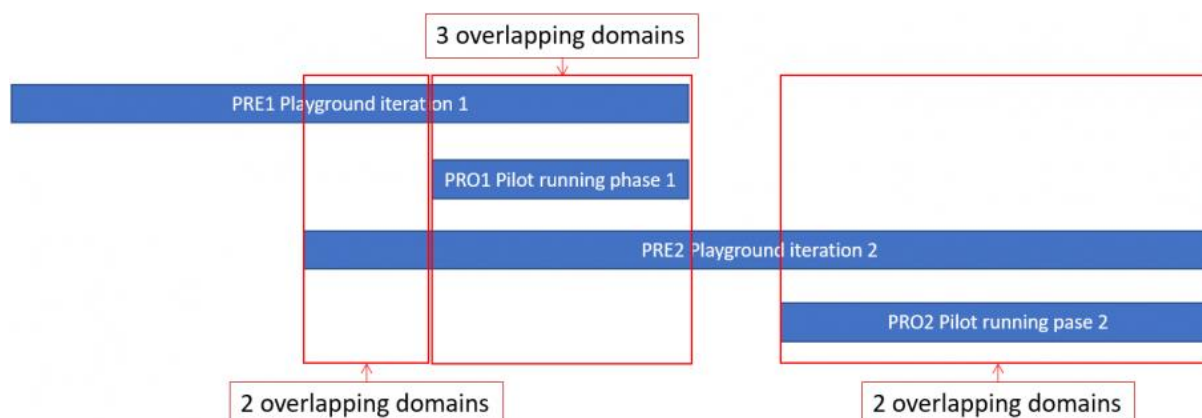 3 overlapping domains
PRE1 Playground iteration 1
PRO1 Pilot running phase 1
PRE2 Playground iteration 2
PRO2 Pilot running pase 2
2 overlapping domains
2 overlapping domains